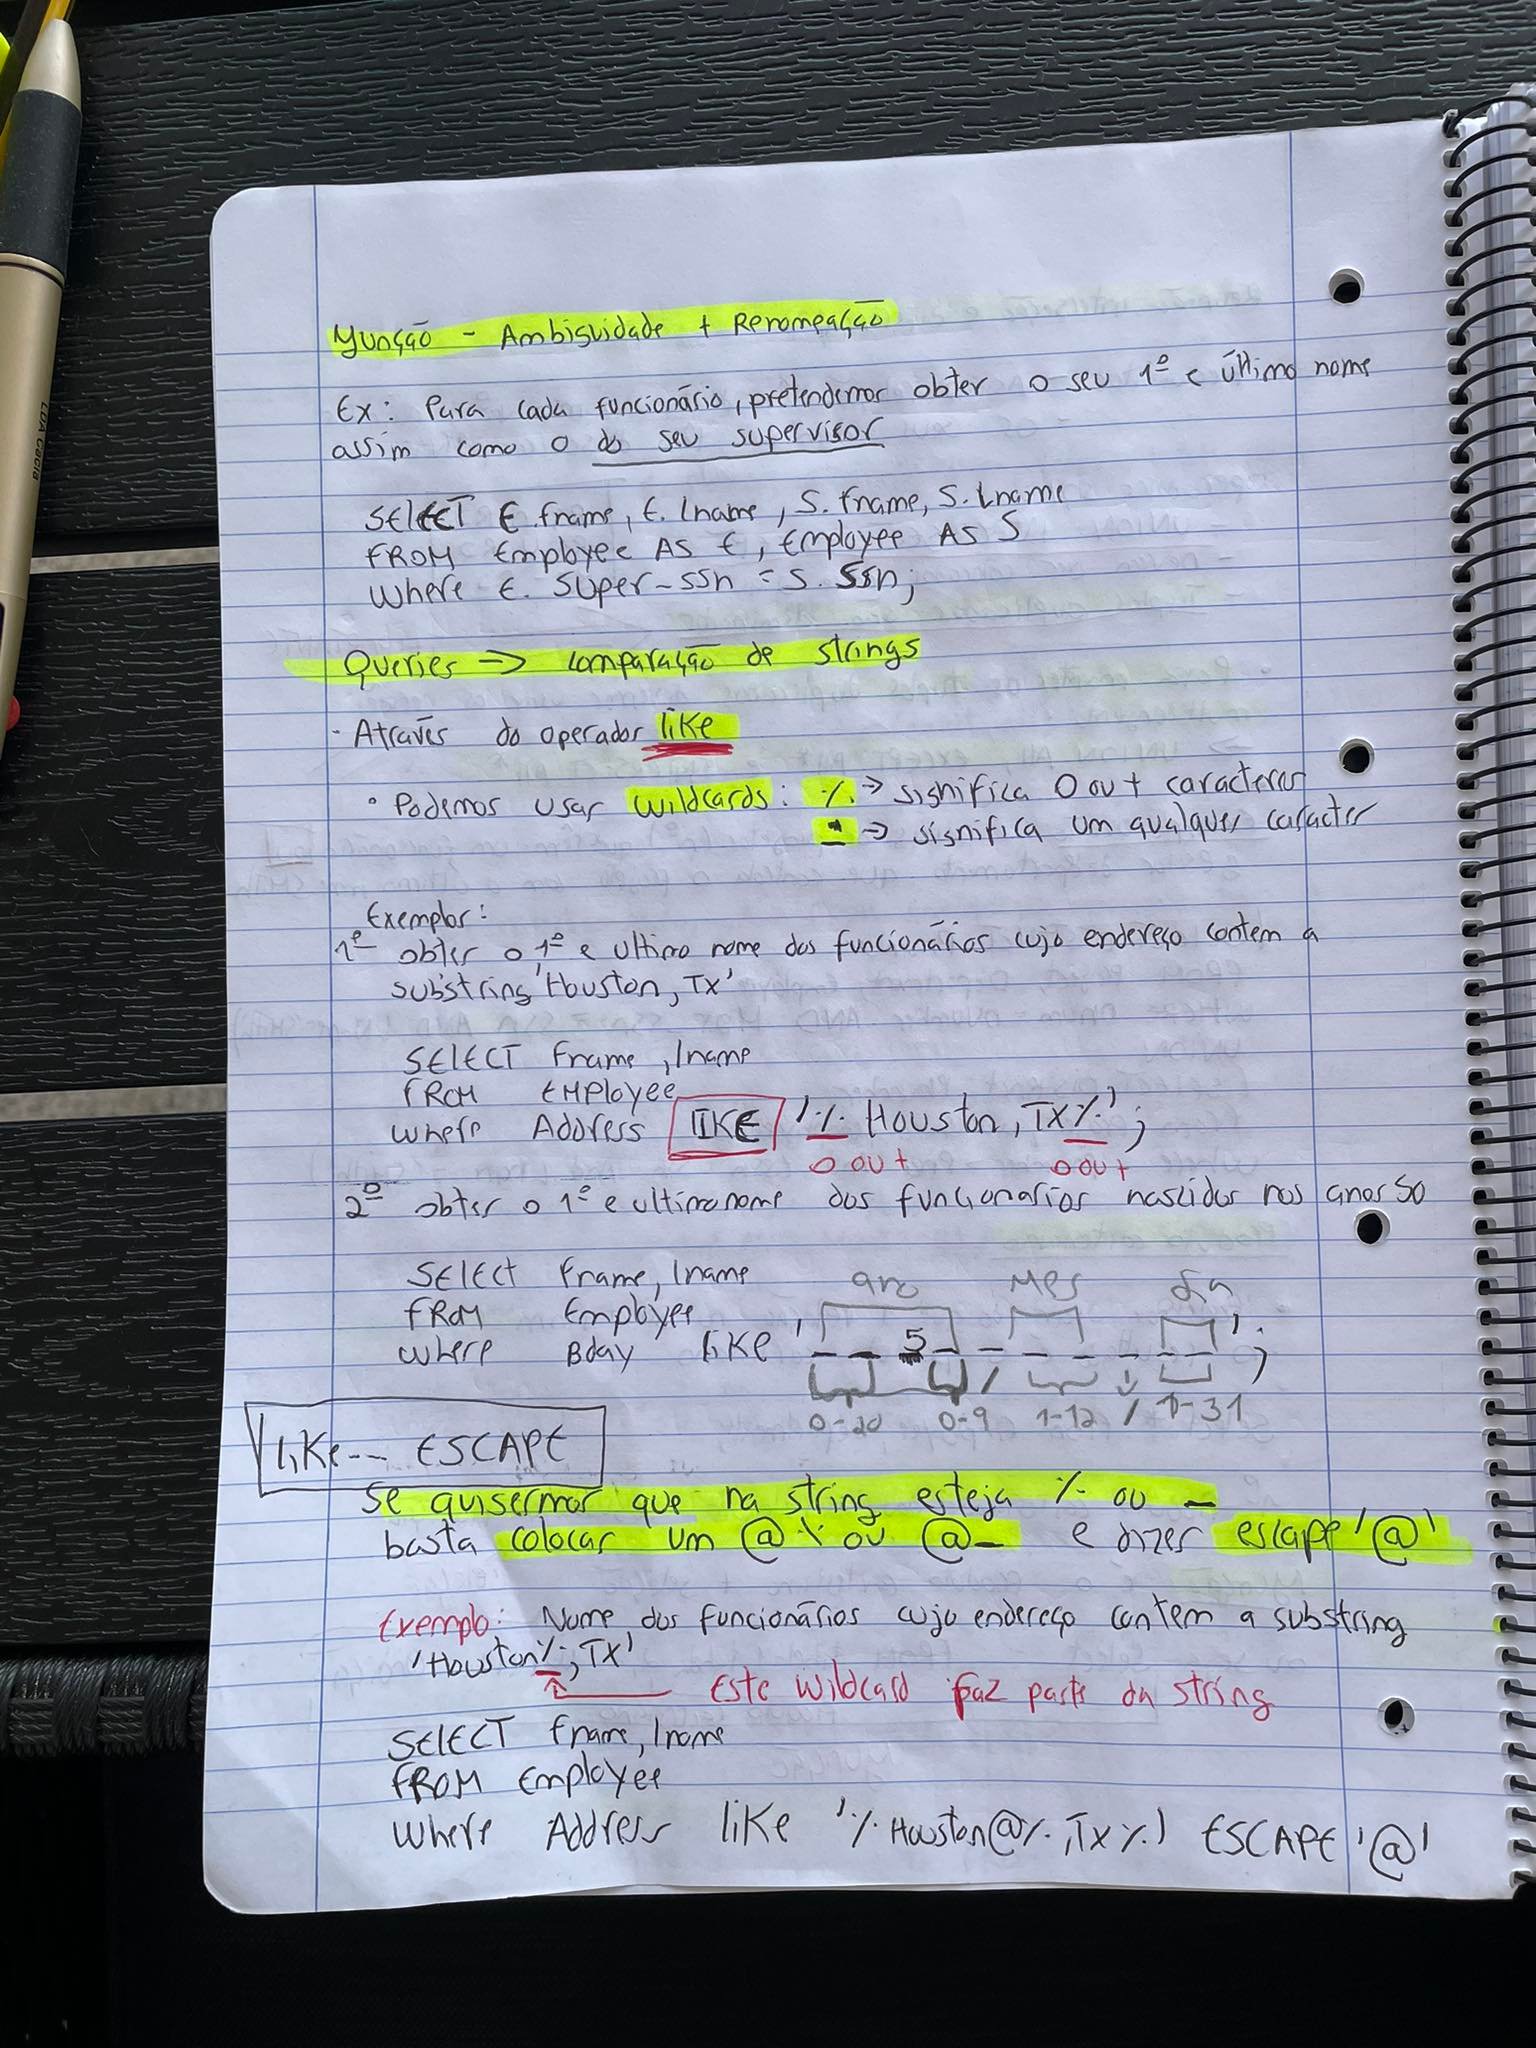 Junção - Ambiguidade + Renomeação
Ex: Para cada funcionário, pretendemos obter o seu 1º e último nome
assim como o do seu supervisor
SELECT E.fname, E.lname, S.fname, S.lname
FROM Employee AS E, Employee AS S
Where E.Super_ssn = S.Ssn;
Queries => comparação de strings
- Através do operador like
• Podemos usar wildcards: % -> significa 0 ou + caracteres
_ -> significa um qualquer caracter
Exemplos:
1º obter o 1º e ultimo nome dos funcionários cujo endereço contem a
substring 'Houston, TX'
SELECT Fname, lname
FROM EMPloyee
Where Address LIKE '%Houston, TX%';
0 ou + 0 ou +
2º obter o 1º e ultimo nome dos funcionarios nascidos nos anos 50
SELECT Fname, lname
ano Mes dia
FROM Employee
Where Bday like '_ _ 5 _ _ _ _ _ _ _';
0-20 0-9 / 1-12 / 1-31
like-- ESCAPE
Se quisermos que na string esteja % ou _
basta colocar um @% ou @_ e dizer escape '@'
Exemplo: Nome dos funcionários cujo endereço contem a substring
'Houston%, TX'
Este wildcard faz parte da string
SELECT fname, lname
FROM Employee
Where Address like '%Houston@%,TX%' ESCAPE '@'
LDA Cacia